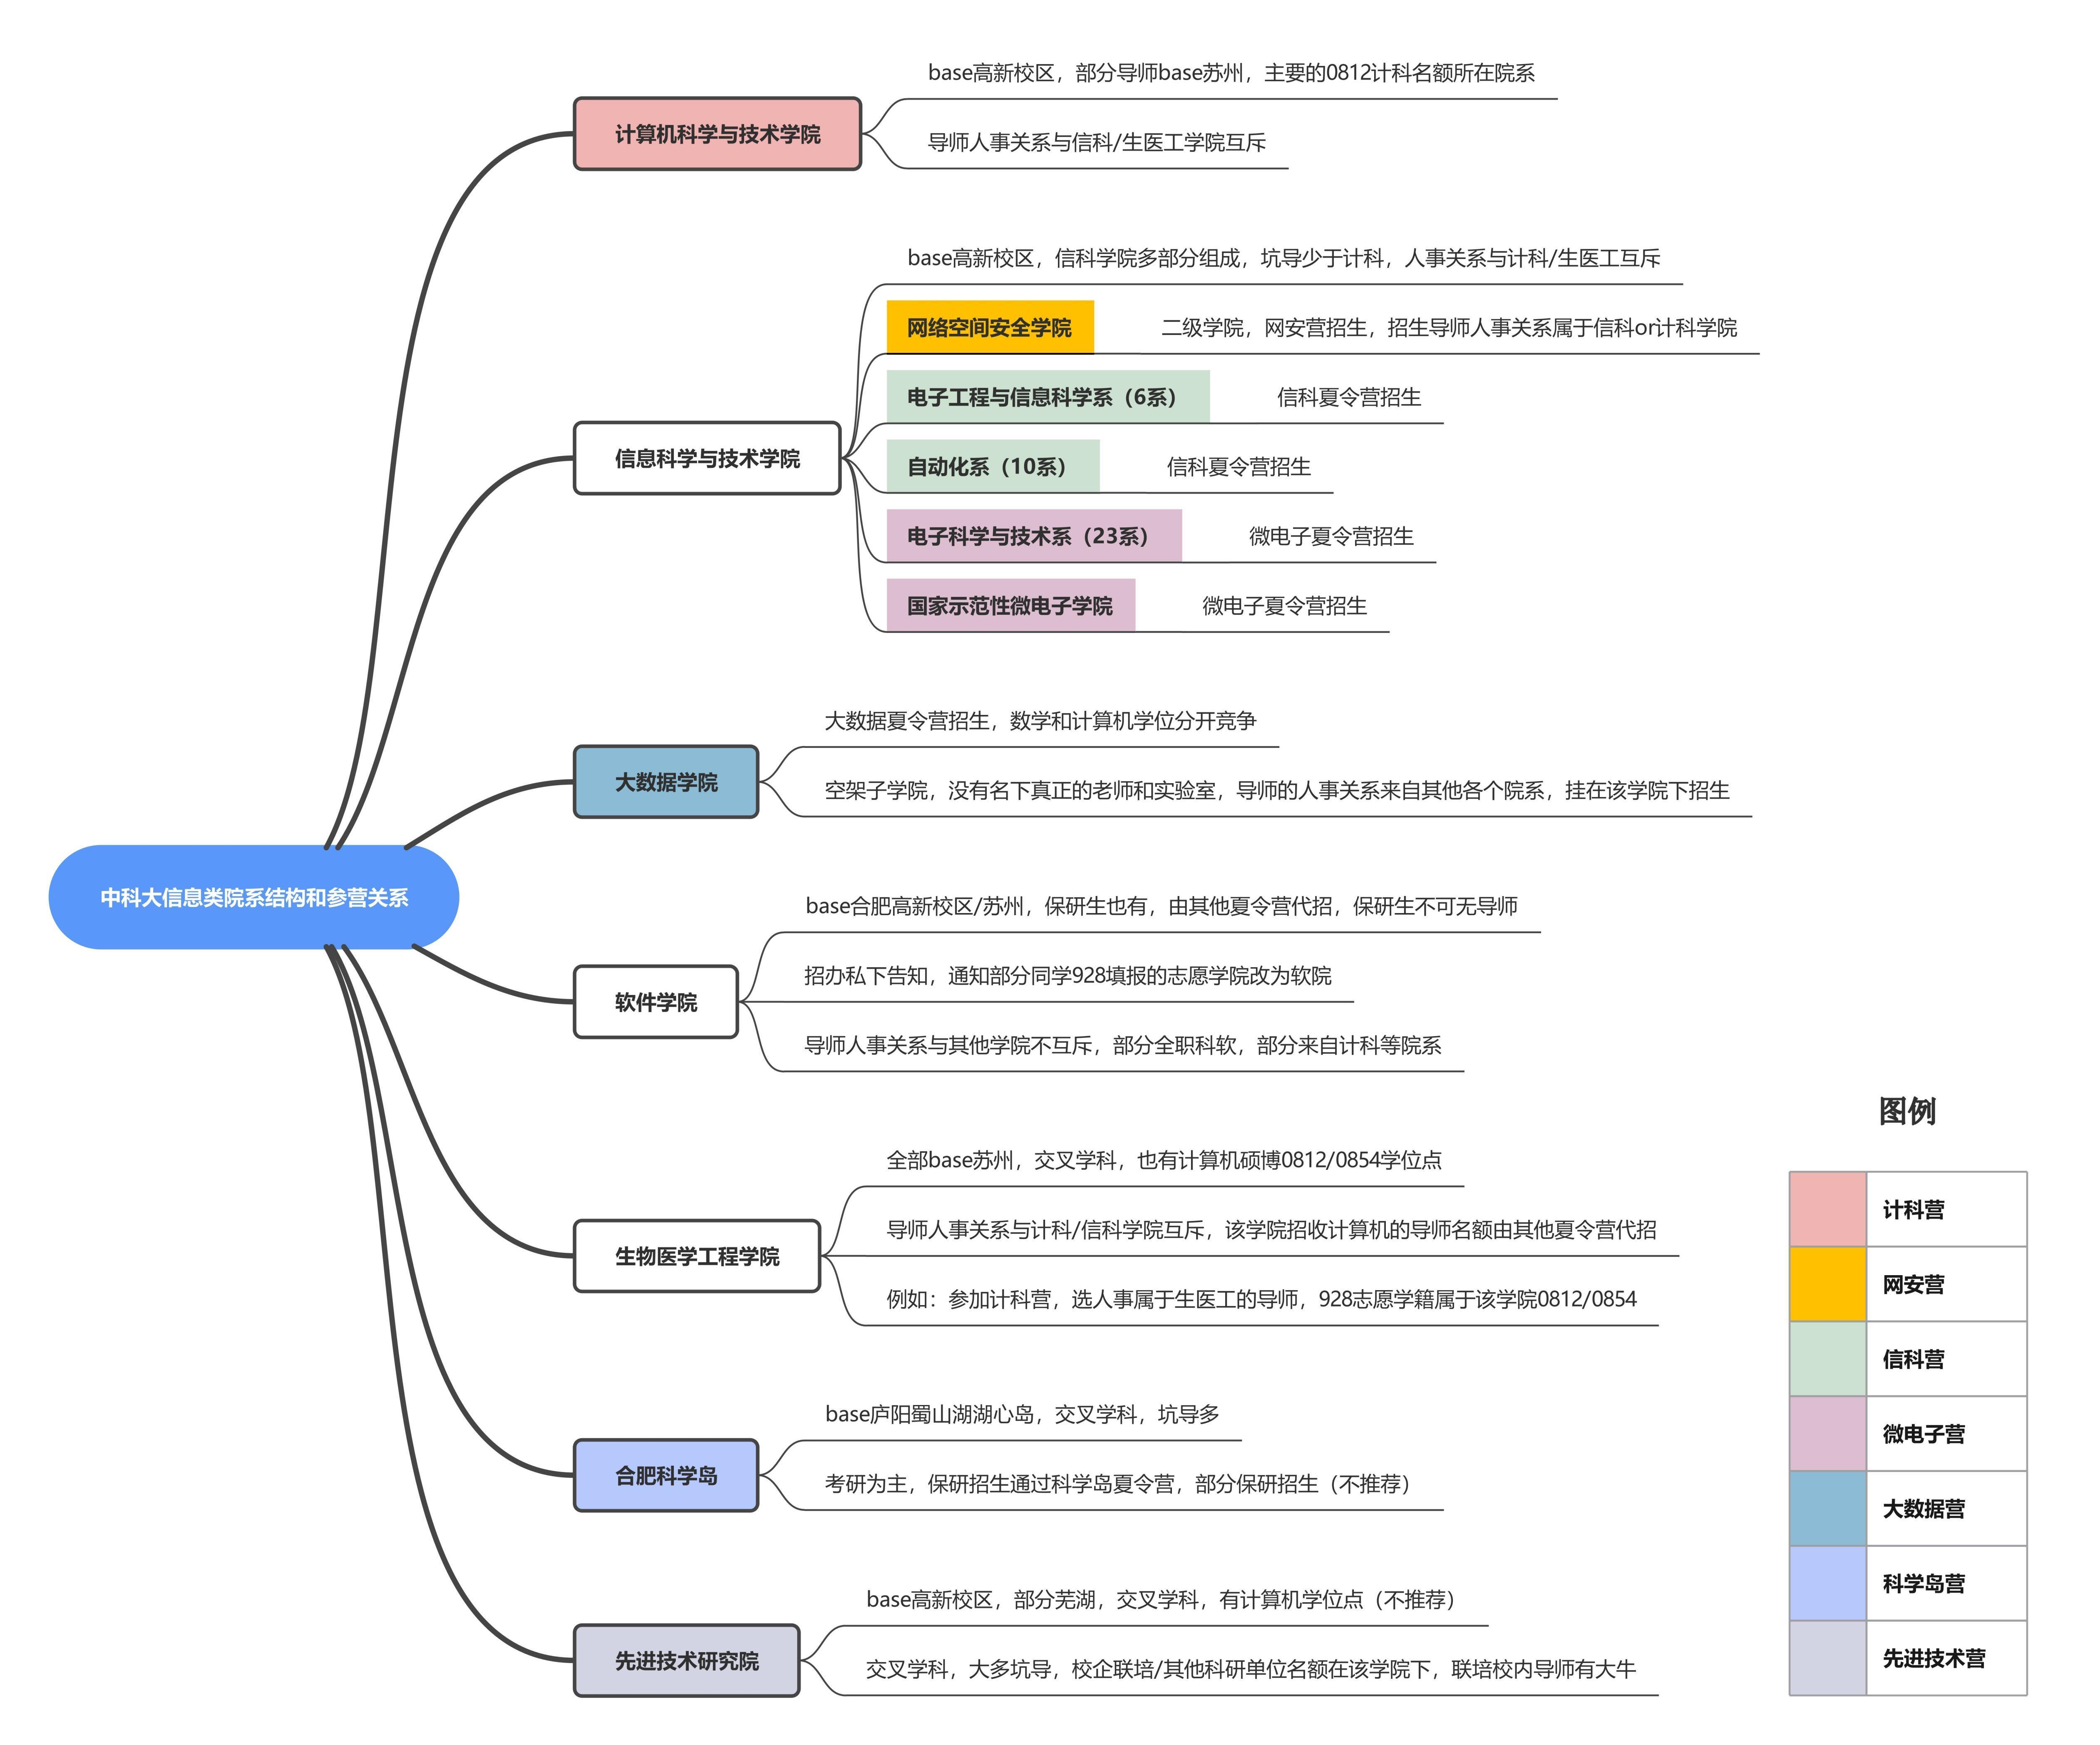 中科大信息类院系结构和参营关系
计算机科学与技术学院
base高新校区，部分导师base苏州，主要的0812计科名额所在院系
导师人事关系与信科/生医工学院互斥
信息科学与技术学院
base高新校区，信科学院多部分组成，坑导少于计科，人事关系与计科/生医工互斥
网络空间安全学院
二级学院，网安营招生，招生导师人事关系属于信科or计科学院
电子工程与信息科学系（6系）
信科夏令营招生
自动化系（10系）
信科夏令营招生
电子科学与技术系（23系）
微电子夏令营招生
国家示范性微电子学院
微电子夏令营招生
大数据学院
大数据夏令营招生，数学和计算机学位分开竞争
空架子学院，没有名下真正的老师和实验室，导师的人事关系来自其他各个院系，挂在该学院下招生
软件学院
base合肥高新校区/苏州，保研生也有，由其他夏令营代招，保研生不可无导师
招办私下告知，通知部分同学928填报的志愿学院改为软院
导师人事关系与其他学院不互斥，部分全职科软，部分来自计科等院系
生物医学工程学院
全部base苏州，交叉学科，也有计算机硕博0812/0854学位点
导师人事关系与计科/信科学院互斥，该学院招收计算机的导师名额由其他夏令营代招
例如：参加计科营，选人事属于生医工的导师，928志愿学籍属于该学院0812/0854
合肥科学岛
base庐阳蜀山湖湖心岛，交叉学科，坑导多
考研为主，保研招生通过科学岛夏令营，部分保研招生（不推荐）
先进技术研究院
base高新校区，部分芜湖，交叉学科，有计算机学位点（不推荐）
交叉学科，大多坑导，校企联培/其他科研单位名额在该学院下，联培校内导师有大牛
图例
计科营
网安营
信科营
微电子营
大数据营
科学岛营
先进技术营